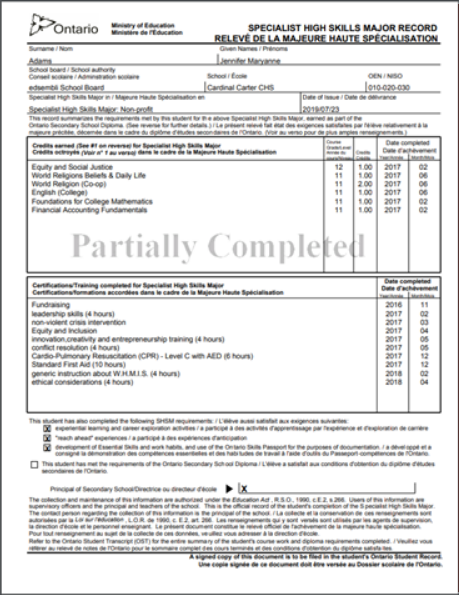 Ontario
Ministry of Education
Ministère de l'Éducation
SPECIALIST HIGH SKILLS MAJOR RECORD
RELEVÉ DE LA MAJEURE HAUTE SPÉCIALISATION
Surname / Nom Given Names / Prénoms
Adams Jennifer Maryanne
School board / School authority
Conseil scolaire / Administration scolaire School / École OEN / NISO
edsembli School Board Cardinal Carter CHS 010-020-030
Specialist High Skills Major in / Majeure Haute Spécialisation en Date of Issue / Date de délivrance
Specialist High Skills Major: Non-profit 2019/07/23
This record summarizes the requirements met by this student for the above Specialist High Skills Major, earned as part of the
Ontario Secondary School Diploma. (See reverse for further details.) / Le présent relevé fait état des exigences satisfaites par l'élève relativement à la
majeure précitée, décernée dans le cadre du diplôme d'études secondaires de l'Ontario. (Voir au verso pour de plus amples renseignements.)
Credits earned (See #1 on reverse) for Specialist High Skills Major
Crédits octroyés (Voir n° 1 au verso) dans le cadre de la Majeure Haute Spécialisation
Course
Grade/Level
Credits
Crédits
Date completed
Date d'achèvement
Year/Année Month/Mois
Equity and Social Justice 12 1.00 2017 02
World Religions Beliefs & Daily Life 11 1.00 2017 06
World Religion (Co-op) 11 2.00 2017 06
English (College) 11 1.00 2017 06
Foundations for College Mathematics 11 1.00 2017 02
Financial Accounting Fundamentals 11 1.00 2017 02
Partially Completed
Certifications/Training completed for Specialist High Skills Major
Certifications/formations accordées dans le cadre de la Majeure Haute Spécialisation
Date completed
Date d'achèvement
Year/Année Month/Mois
Fundraising 2016 11
leadership skills (4 hours) 2017 02
non-violent crisis intervention 2017 03
Equity and Inclusion 2017 04
innovation,creativity and entrepreneurship training (4 hours) 2017 05
conflict resolution (4 hours) 2017 05
Cardio-Pulmonary Resuscitation (CPR) - Level C with AED (6 hours) 2017 12
Standard First Aid (10 hours) 2017 12
generic instruction about W.H.M.I.S. (4 hours) 2018 02
ethical considerations (4 hours) 2018 04
This student has also completed the following SHSM requirements: / L'élève aussi satisfait aux exigences suivantes:
X experiential learning and career exploration activities / a participé à des activités d'apprentissage par l'expérience et d'exploration de carrière
X "reach ahead" experiences / a participé à des expériences d'anticipation
X development of Essential Skills and work habits, and use of the Ontario Skills Passport for the purposes of documentation. / a développé et a
consigné la démonstration des compétences essentielles et des habitudes de travail à l'aide d'outils du Passeport-compétences de l'Ontario.
This student has met the requirements of the Ontario Secondary School Diploma / L'élève a satisfait aux conditions d'obtention du diplôme d'études
secondaires de l'Ontario.
Principal of Secondary School/Directrice ou directeur d'école X
The collection and maintenance of this information are authorized under the Education Act, R.S.O., 1990, c.E.2, s.266. Users of this information are
supervisory officers and the principal and teachers of the school. This is the official record of the student's completion of the S pecialist High Skills Major.
The contact person regarding the collection of this information is the principal of the school. / La collecte et la conservation de ces renseignements sont
autorisées par la Loi sur l'éducation, L.O.R. de 1990, c. E.2, art. 266. Les renseignements qui y sont versés sont utilisés par les agents de supervision,
la direction d'école et le personnel enseignant. Le présent document constitue le relevé officiel de l'achèvement de la majeure par l'élève.
Pour tout renseignement au sujet de la collecte de ces données, veuillez vous adresser à la direction d'école.
Refer to the Ontario Student Transcript (OST) for the entire summary of the student's course work and diploma requirements completed. / Veuillez vous
référer au relevé de notes de l'Ontario pour le sommaire complet des cours terminés et des conditions d'obtention du diplôme satisfaites.
A signed copy of this document is to be filed in the student's Ontario Student Record.
Une copie signée de ce document doit être versée au Dossier scolaire de l'Ontario.